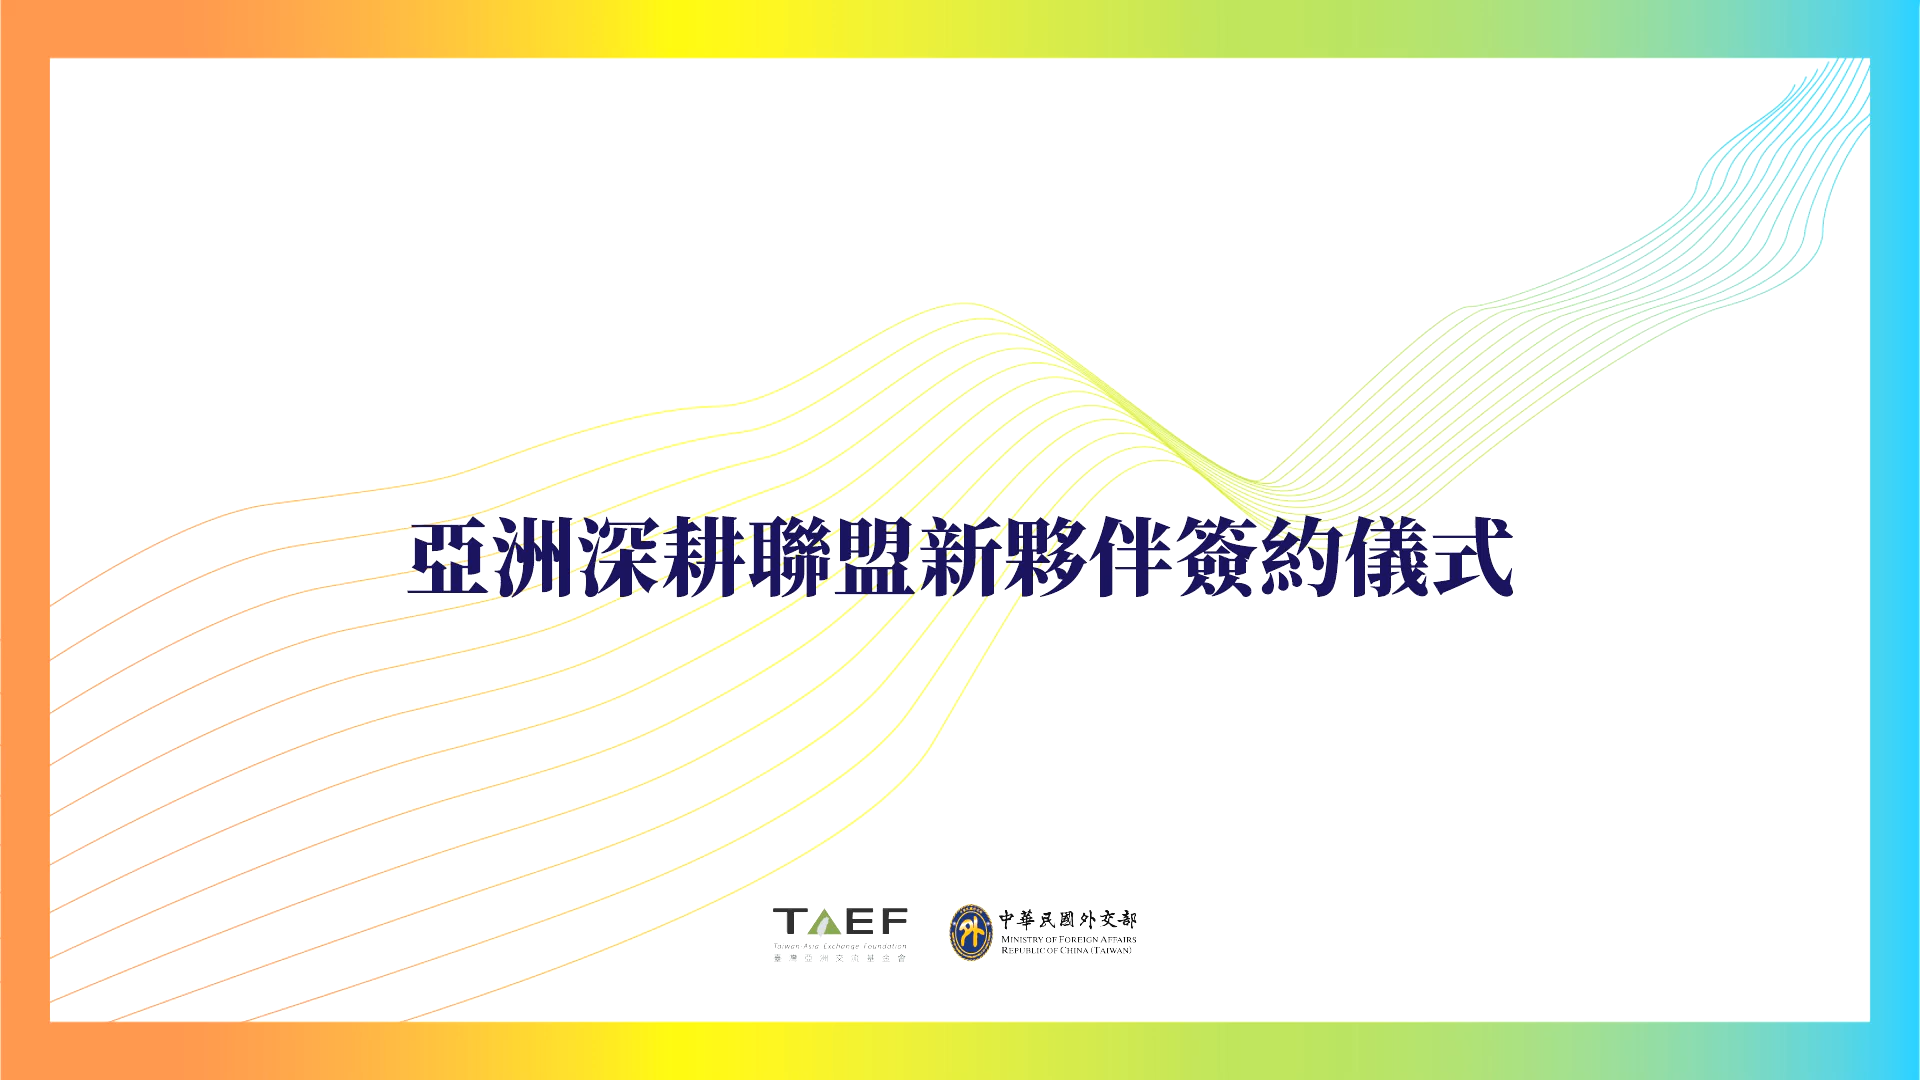 亞洲深耕聯盟新夥伴簽約儀式
TAEF
Taiwan-Asia Exchange Foundation
臺灣亞洲交流基金會
外
中華民國外交部
MINISTRY OF FOREIGN AFFAIRS
REPUBLIC OF CHINA (TAIWAN)